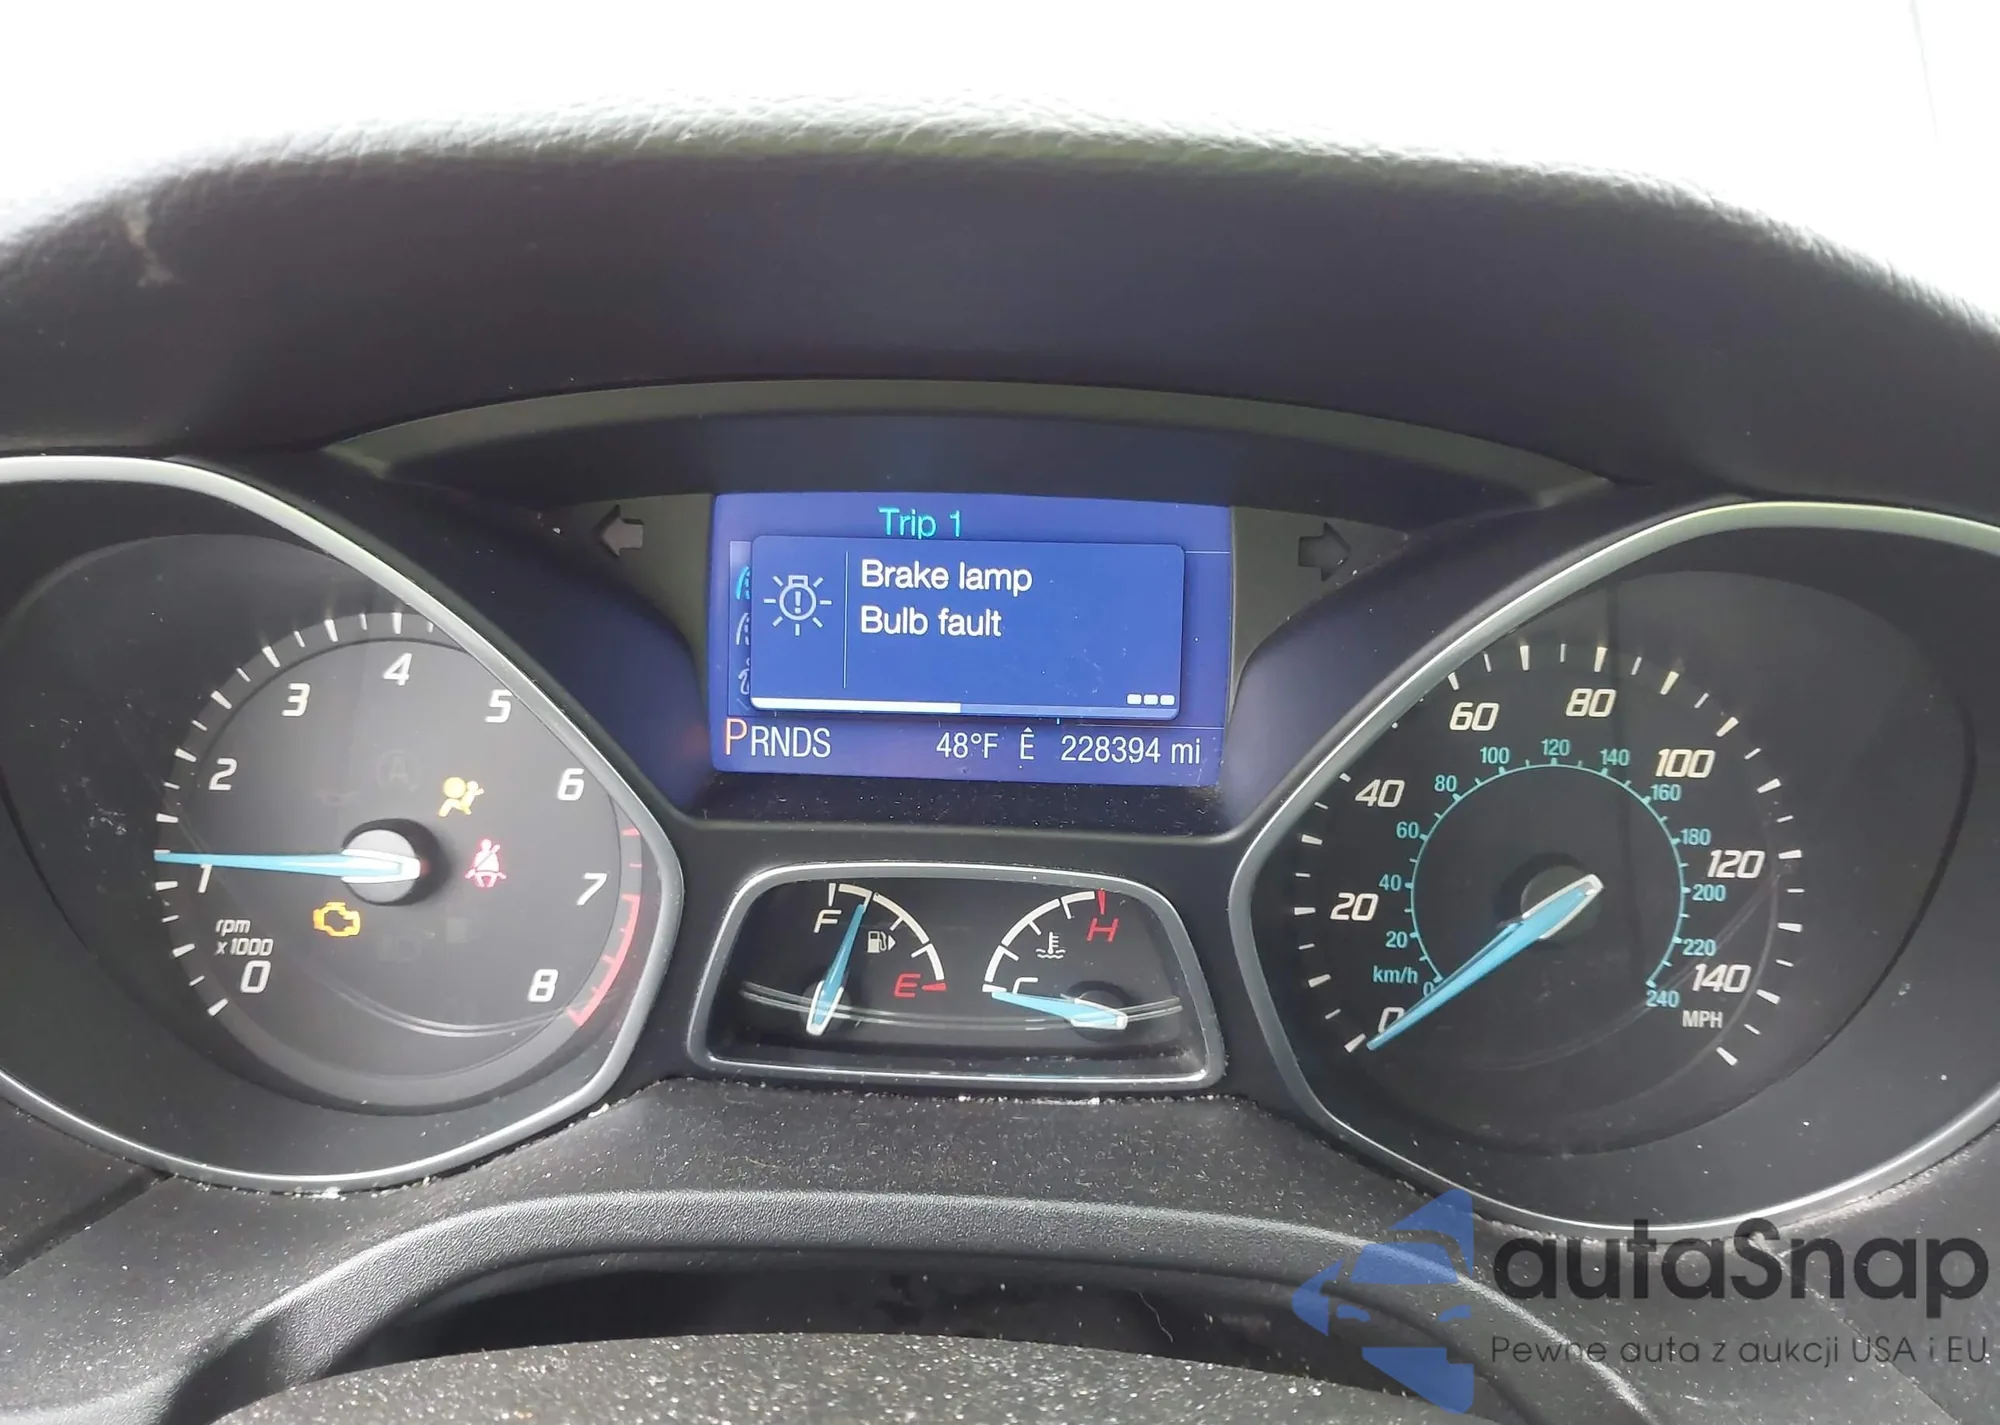 Trip 1
Brake lamp
Bulb fault
PRNDS 48°F Ê 228394 mi
0 1 2 3 4 5 6 7 8
rpm
x 1000
F E
C H
0 20 40 60 80 100 120 140
MPH
0 20 40 60 80 100 120 140 160 180 200 220 240
km/h
A
autaSnap
Pewne auta z aukcji USA i EU